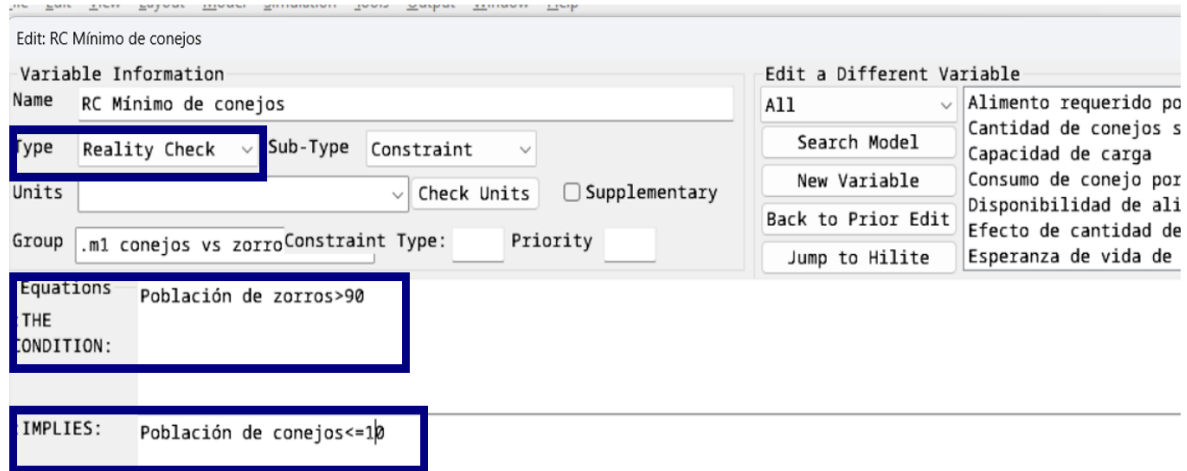 Edit: RC Mínimo de conejos
Variable Information
Name RC Mínimo de conejos
Type Reality Check Sub-Type Constraint
Units Check Units Supplementary
Group .m1 conejos vs zorro Constraint Type: Priority
Edit a Different Variable
All
Search Model
New Variable
Back to Prior Edit
Jump to Hilite
Alimento requerido po
Cantidad de conejos s
Capacidad de carga
Consumo de conejo por
Disponibilidad de ali
Efecto de cantidad de
Esperanza de vida de
Equations
:THE
CONDITION:
Población de zorros>90
:IMPLIES:
Población de conejos<=10